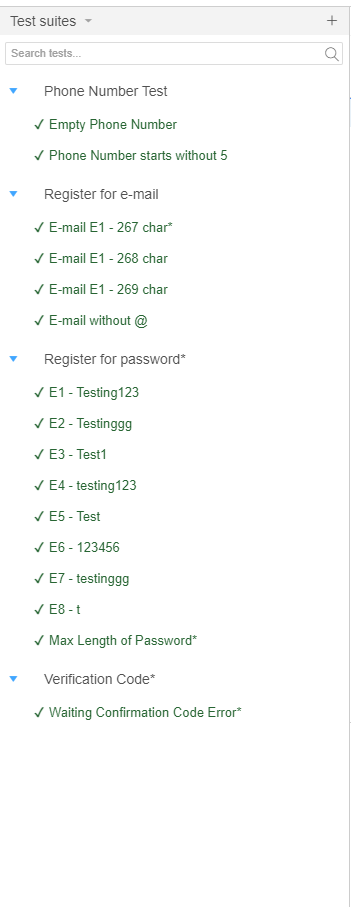 Test suites
Search tests...
Phone Number Test
Empty Phone Number
Phone Number starts without 5
Register for e-mail
E-mail E1 - 267 char*
E-mail E1 - 268 char
E-mail E1 - 269 char
E-mail without @
Register for password*
E1 - Testing123
E2 - Testinggg
E3 - Test1
E4 - testing123
E5 - Test
E6 - 123456
E7 - testinggg
E8 - t
Max Length of Password*
Verification Code*
Waiting Confirmation Code Error*